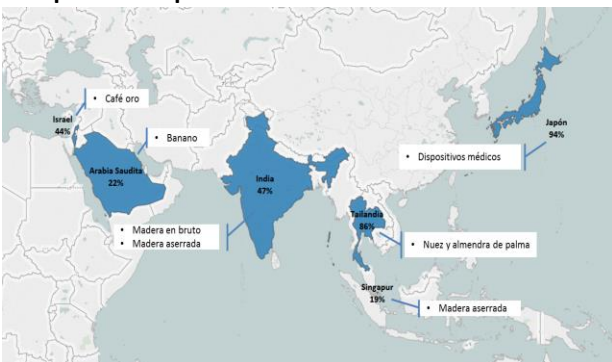 • Café oro
Israel
44%
• Banano
Arabia Saudita
22%
India
47%
• Madera en bruto
• Madera aserrada
Japón
94%
• Dispositivos médicos
Tailandia
86%
• Nuez y almendra de palma
Singapur
19%
• Madera aserrada